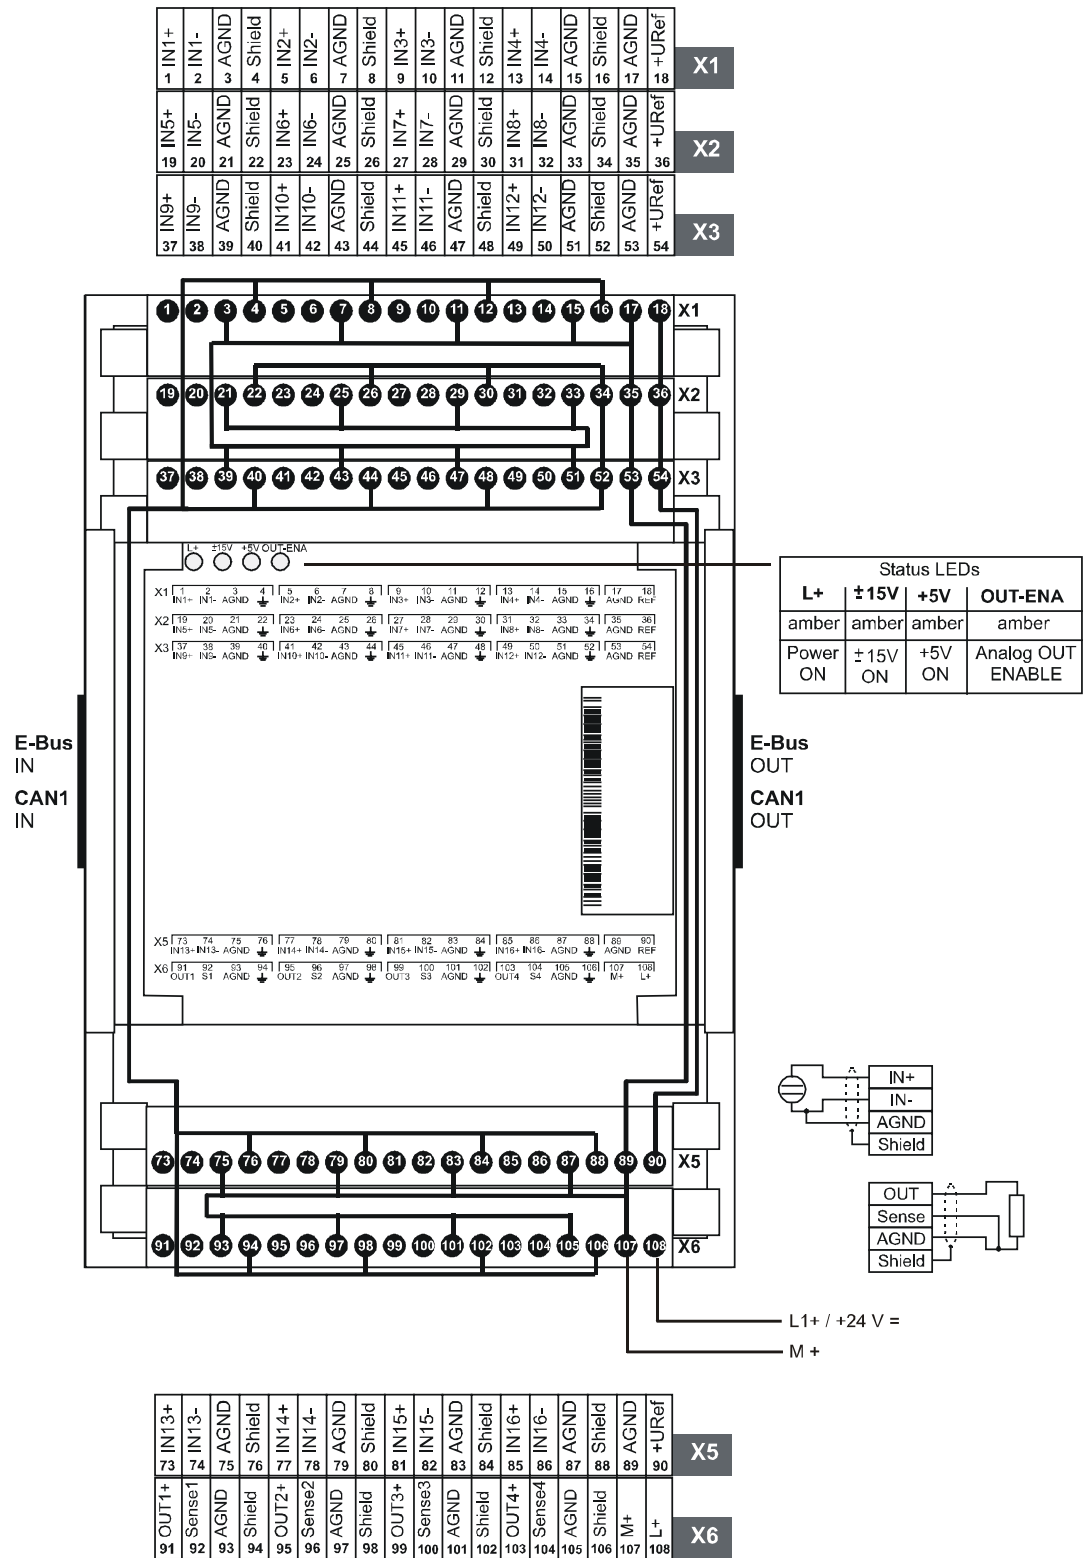 IN1+ IN1- AGND Shield IN2+ IN2- AGND Shield IN3+ IN3- AGND Shield IN4+ IN4- AGND Shield AGND +URef
1 2 3 4 5 6 7 8 9 10 11 12 13 14 15 16 17 18
X1
IN5+ IN5- AGND Shield IN6+ IN6- AGND Shield IN7+ IN7- AGND Shield IN8+ IN8- AGND Shield AGND +URef
19 20 21 22 23 24 25 26 27 28 29 30 31 32 33 34 35 36
X2
IN9+ IN9- AGND Shield IN10+ IN10- AGND Shield IN11+ IN11- AGND Shield IN12+ IN12- AGND Shield AGND +URef
37 38 39 40 41 42 43 44 45 46 47 48 49 50 51 52 53 54
X3
1 2 3 4 5 6 7 8 9 10 11 12 13 14 15 16 17 18 X1
19 20 21 22 23 24 25 26 27 28 29 30 31 32 33 34 35 36 X2
37 38 39 40 41 42 43 44 45 46 47 48 49 50 51 52 53 54 X3
L+ ±15V +5V OUT-ENA
Status LEDs
L+ ±15V +5V OUT-ENA
amber amber amber amber
Power ON ±15V ON +5V ON Analog OUT ENABLE
X1 1 2 3 4 5 6 7 8 9 10 11 12 13 14 15 16 17 18
IN1+ IN1- AGND IN2+ IN2- AGND IN3+ IN3- AGND IN4+ IN4- AGND AGND REF
X2 19 20 21 22 23 24 25 26 27 28 29 30 31 32 33 34 35 36
IN5+ IN5- AGND IN6+ IN6- AGND IN7+ IN7- AGND IN8+ IN8- AGND AGND REF
X3 37 38 39 40 41 42 43 44 45 46 47 48 49 50 51 52 53 54
IN9+ IN9- AGND IN10+ IN10- AGND IN11+ IN11- AGND IN12+ IN12- AGND AGND REF
E-Bus
IN
CAN1
IN
E-Bus
OUT
CAN1
OUT
X5 73 74 75 76 77 78 79 80 81 82 83 84 85 86 87 88 89 90
IN13+ IN13- AGND IN14+ IN14- AGND IN15+ IN15- AGND IN16+ IN16- AGND AGND REF
X6 91 92 93 94 95 96 97 98 99 100 101 102 103 104 105 106 107 108
OUT1 S1 AGND OUT2 S2 AGND OUT3 S3 AGND OUT4 S4 AGND M+ L+
IN+
IN-
AGND
Shield
73 74 75 76 77 78 79 80 81 82 83 84 85 86 87 88 89 90 X5
OUT
Sense
AGND
Shield
91 92 93 94 95 96 97 98 99 100 101 102 103 104 105 106 107 108 X6
L1+ / +24 V =
M +
IN13+ IN13- AGND Shield IN14+ IN14- AGND Shield IN15+ IN15- AGND Shield IN16+ IN16- AGND Shield AGND +URef
73 74 75 76 77 78 79 80 81 82 83 84 85 86 87 88 89 90
X5
OUT1+ Sense1 AGND Shield OUT2+ Sense2 AGND Shield OUT3+ Sense3 AGND Shield OUT4+ Sense4 AGND Shield M+ L+
91 92 93 94 95 96 97 98 99 100 101 102 103 104 105 106 107 108
X6